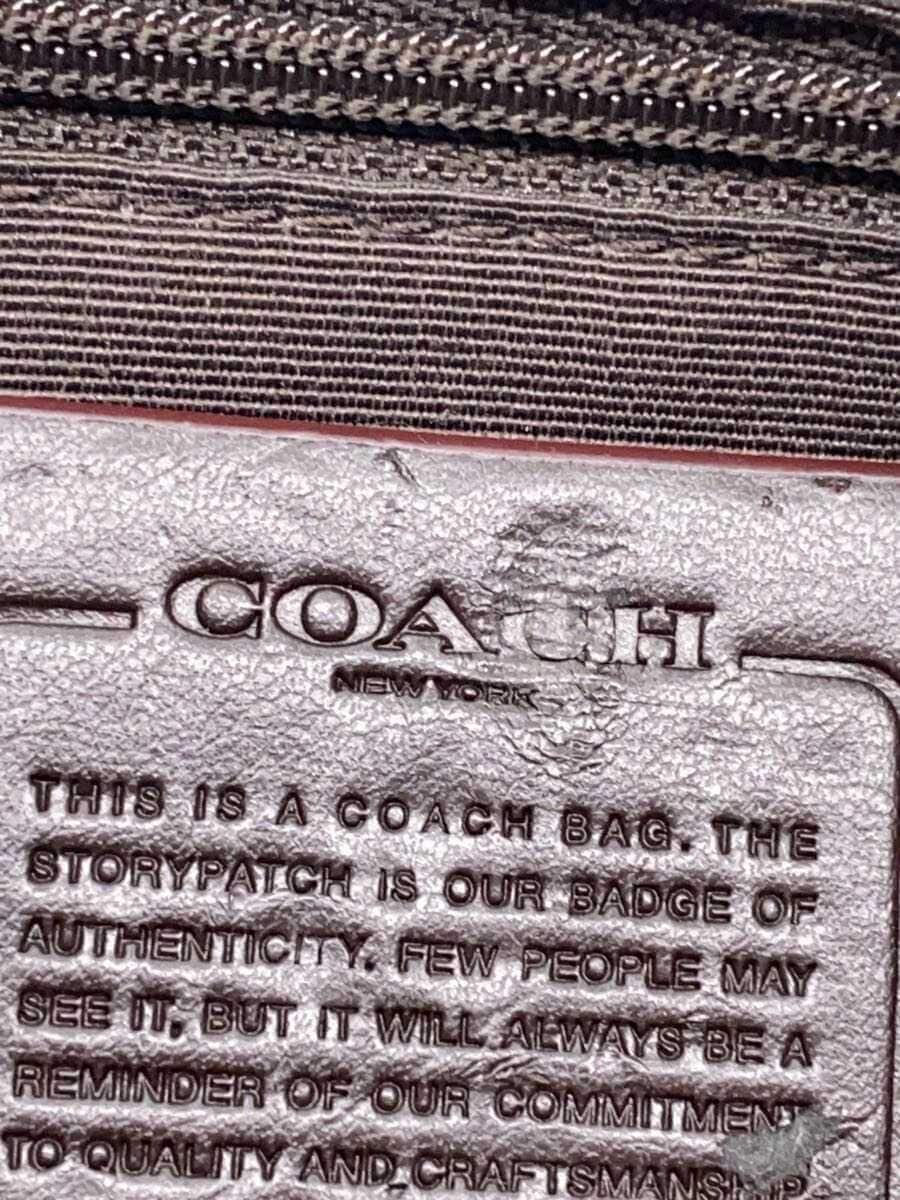 COACH
NEW YORK
THIS IS A COACH BAG. THE
STORYPATCH IS OUR BADGE OF
AUTHENTICITY. FEW PEOPLE MAY
SEE IT, BUT IT WILL ALWAYS BE A
REMINDER OF OUR COMMITMENT
TO QUALITY AND CRAFTSMANSHIP